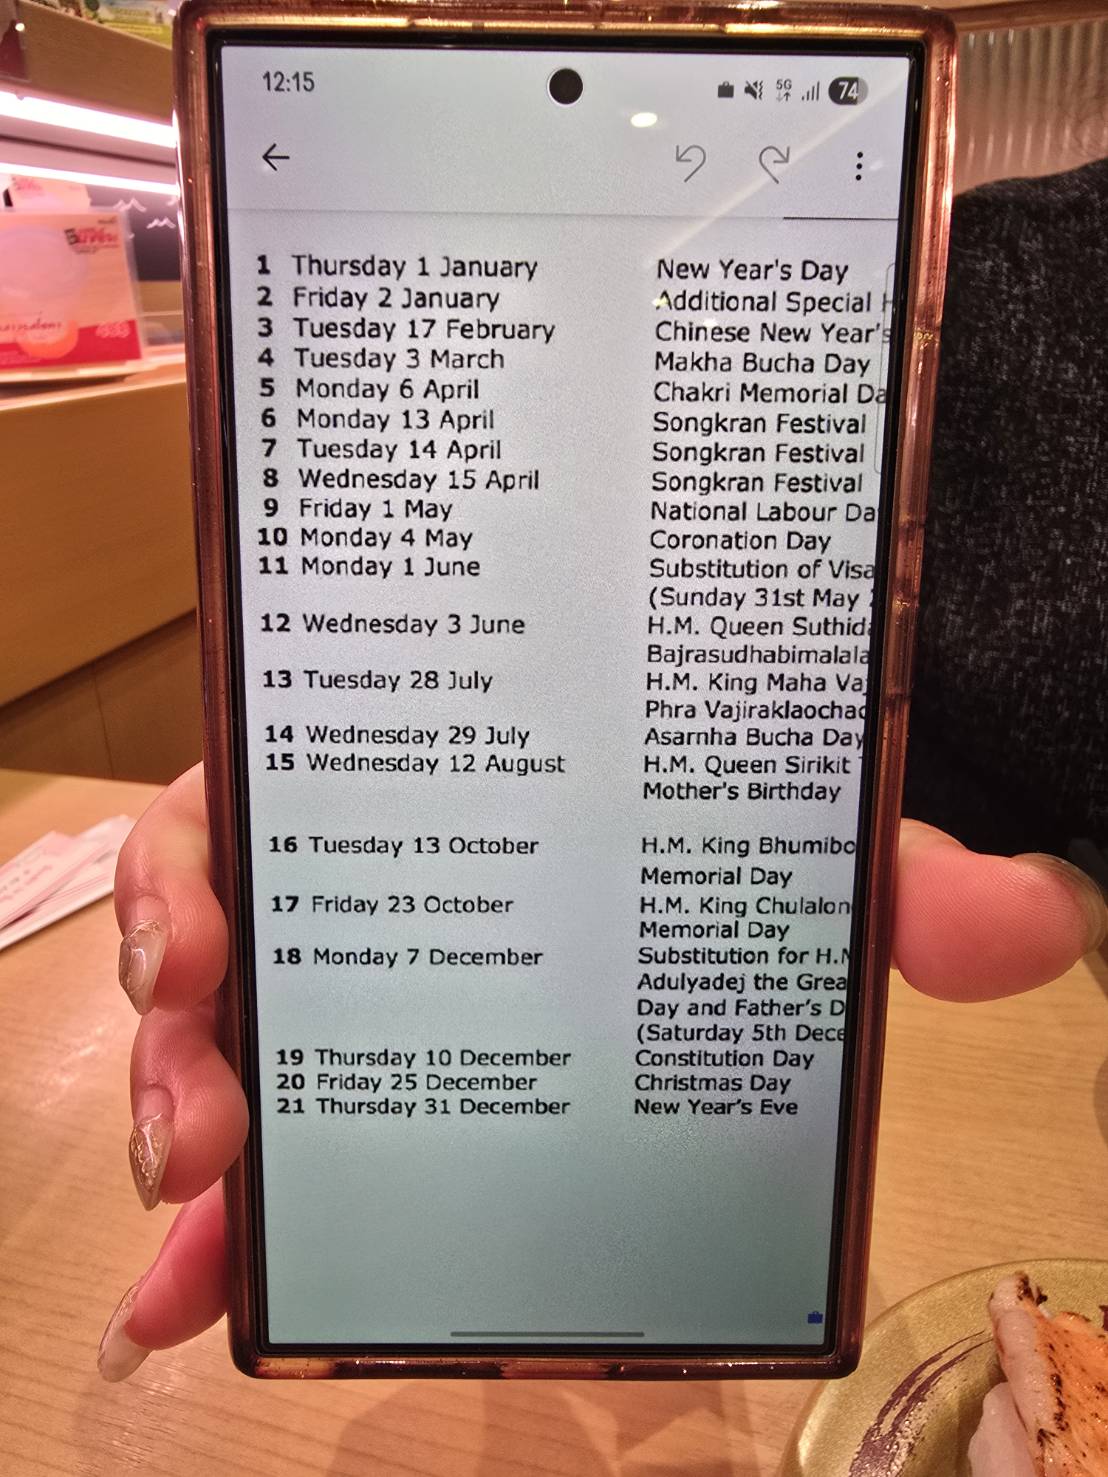 12:15
5G
74
1 Thursday 1 January New Year's Day
2 Friday 2 January Additional Special
3 Tuesday 17 February Chinese New Year's
4 Tuesday 3 March Makha Bucha Day
5 Monday 6 April Chakri Memorial Da
6 Monday 13 April Songkran Festival
7 Tuesday 14 April Songkran Festival
8 Wednesday 15 April Songkran Festival
9 Friday 1 May National Labour Da
10 Monday 4 May Coronation Day
11 Monday 1 June Substitution of Visa
(Sunday 31st May
12 Wednesday 3 June H.M. Queen Suthid
Bajrasudhabimalala
13 Tuesday 28 July H.M. King Maha Vaj
Phra Vajiraklaochao
14 Wednesday 29 July Asarnha Bucha Day
15 Wednesday 12 August H.M. Queen Sirikit
Mother's Birthday
16 Tuesday 13 October H.M. King Bhumibo
Memorial Day
17 Friday 23 October H.M. King Chulalon
Memorial Day
18 Monday 7 December Substitution for H.M
Adulyadej the Grea
Day and Father's D
(Saturday 5th Dece
19 Thursday 10 December Constitution Day
20 Friday 25 December Christmas Day
21 Thursday 31 December New Year's Eve